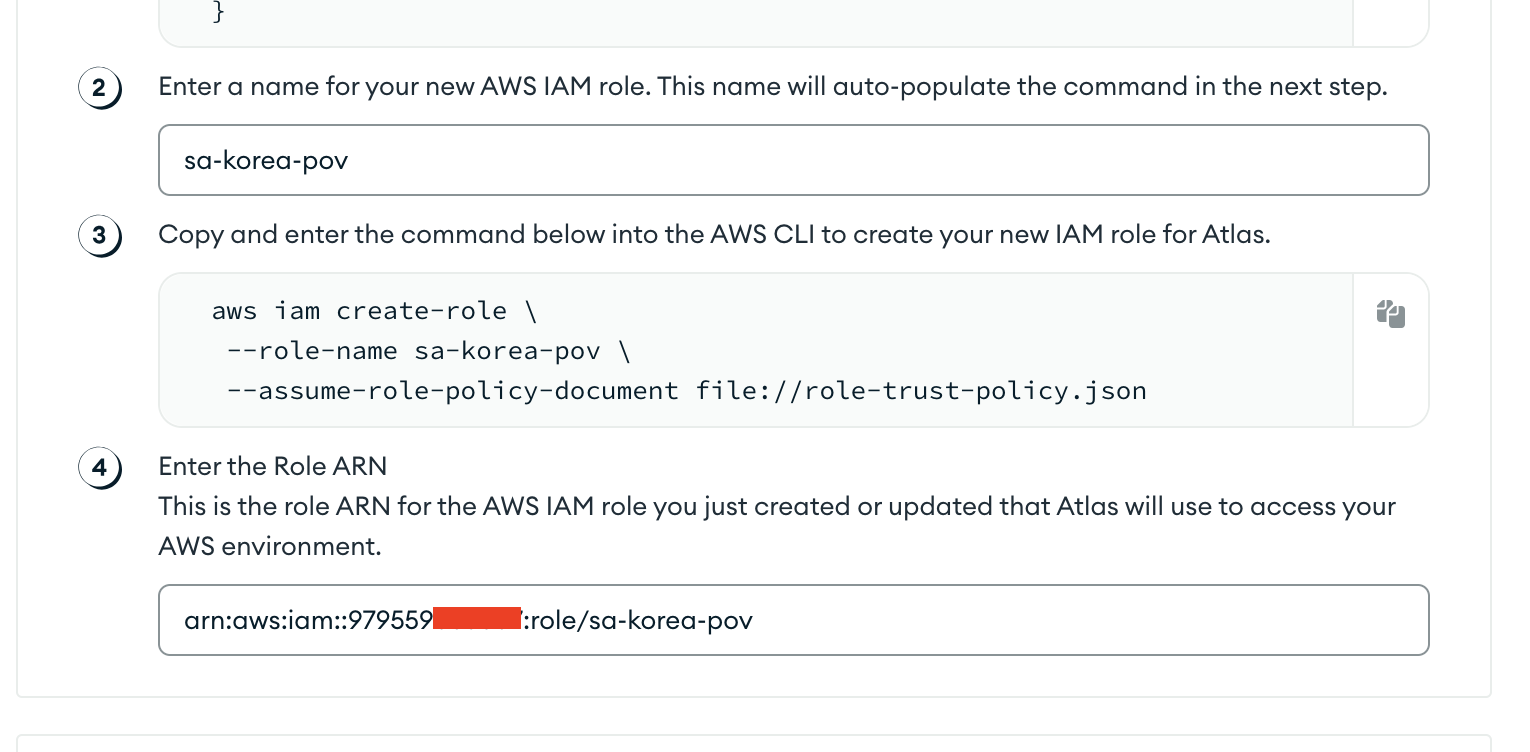 }
2
Enter a name for your new AWS IAM role. This name will auto-populate the command in the next step.
sa-korea-pov
3
Copy and enter the command below into the AWS CLI to create your new IAM role for Atlas.
aws iam create-role \
--role-name sa-korea-pov \
--assume-role-policy-document file://role-trust-policy.json
4
Enter the Role ARN
This is the role ARN for the AWS IAM role you just created or updated that Atlas will use to access your
AWS environment.
arn:aws:iam::979559 :role/sa-korea-pov